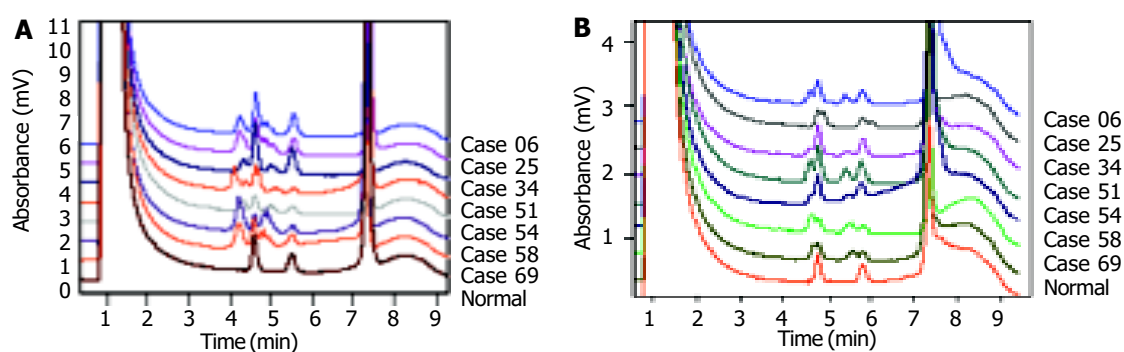 A
Absorbance (mV)
11
10
9
8
7
6
5
4
3
2
1
0
1 2 3 4 5 6 7 8 9
Time (min)
Case 06
Case 25
Case 34
Case 51
Case 54
Case 58
Case 69
Normal
B
Absorbance (mV)
4
3
2
1
1 2 3 4 5 6 7 8 9
Time (min)
Case 06
Case 25
Case 34
Case 51
Case 54
Case 58
Case 69
Normal